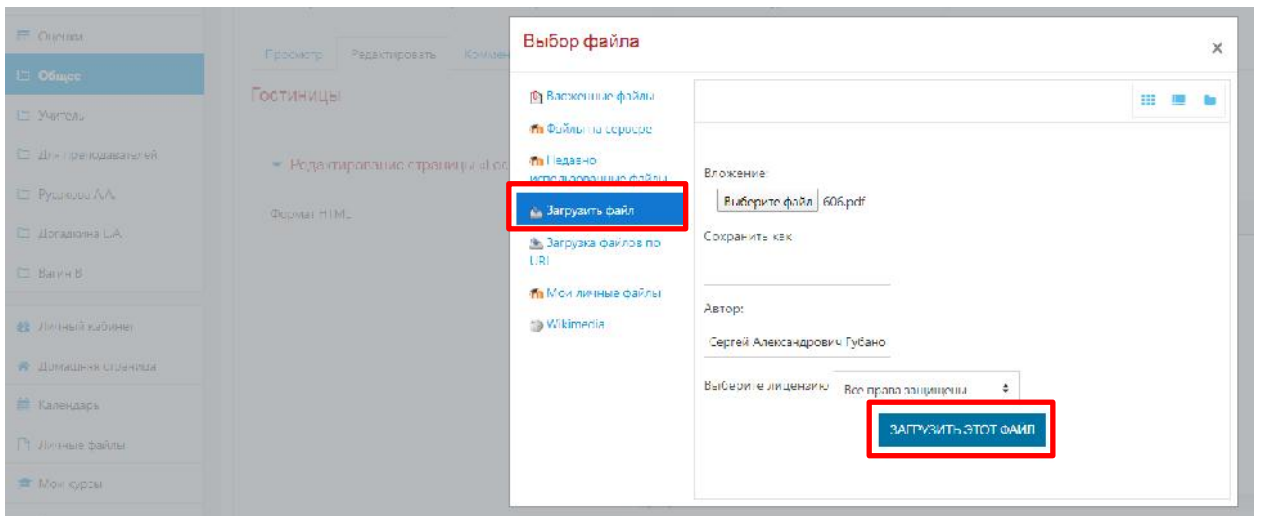 Оценки
Общее
Учитель
Для преподавателей
Русакова А.А.
Вагин В.
Личный кабинет
Домашняя страница
Календарь
Личные файлы
Мои курсы
Просмотр Редактировать
Гостиницы
Редактирование страницы
Формат HTML
Выбор файла
×
Вложенные файлы
Файлы на сервере
Недавно
использованные файлы
Загрузить файл
Загрузка файлов по
URL
Мои личные файлы
Wikimedia
Вложение:
Выберите файл 606.pdf
Сохранить как
Автор:
Сергей Александрович Губано
Выберите лицензию Все права защищены
ЗАГРУЗИТЬ ЭТОТ ФАЙЛ